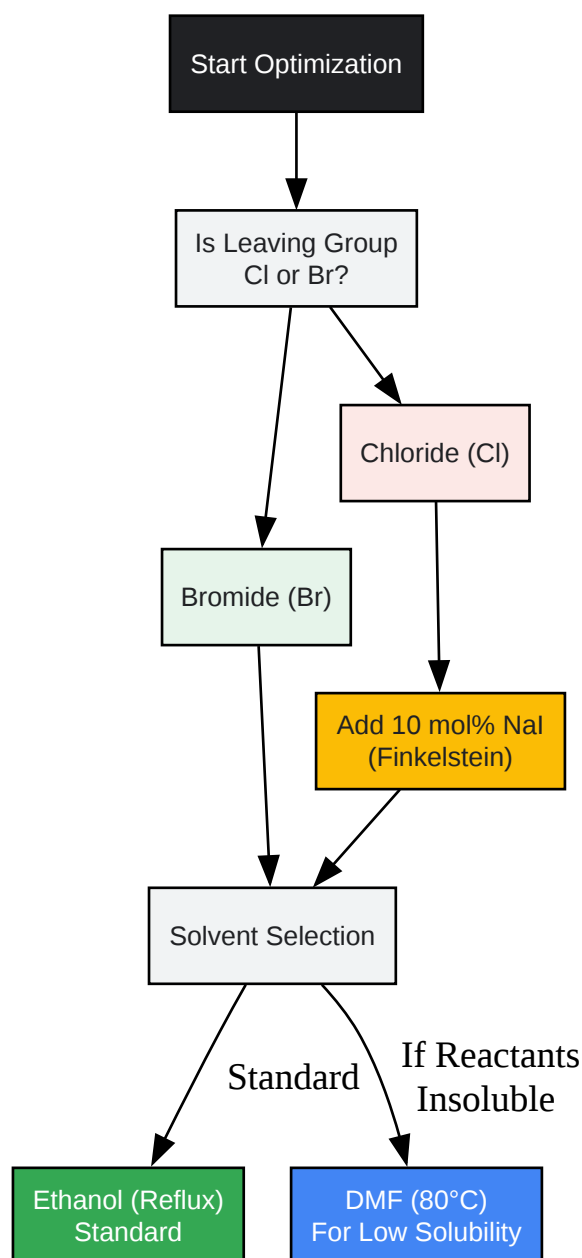 Start Optimization
Is Leaving Group
Cl or Br?
Chloride (Cl)
Bromide (Br)
Add 10 mol% NaI
(Finkelstein)
Solvent Selection
Standard
If Reactants
Insoluble
Ethanol (Reflux)
Standard
DMF (80°C)
For Low Solubility